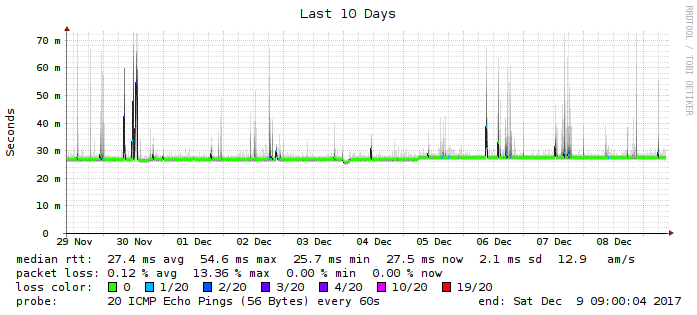 Last 10 Days
RRDTOOL / TOBI OETIKER
Seconds
70 m
60 m
50 m
40 m
30 m
20 m
10 m
0
29 Nov 30 Nov 01 Dec 02 Dec 03 Dec 04 Dec 05 Dec 06 Dec 07 Dec 08 Dec
median rtt: 27.4 ms avg 54.6 ms max 25.7 ms min 27.5 ms now 2.1 ms sd 12.9 am/s
packet loss: 0.12 % avg 13.36 % max 0.00 % min 0.00 % now
loss color: 0 1/20 2/20 3/20 4/20 10/20 19/20
probe: 20 ICMP Echo Pings (56 Bytes) every 60s end: Sat Dec 9 09:00:04 2017